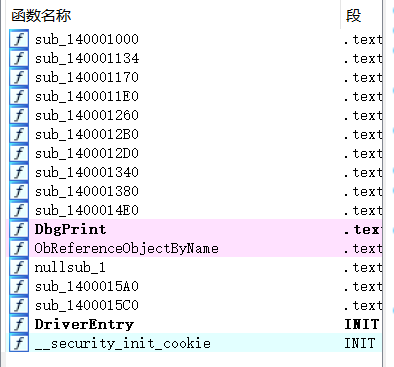 函数名称 段
sub_140001000 .text
sub_140001134 .text
sub_140001170 .text
sub_1400011E0 .text
sub_140001260 .text
sub_1400012B0 .text
sub_1400012D0 .text
sub_140001340 .text
sub_140001380 .text
sub_1400014E0 .text
DbgPrint .text
ObReferenceObjectByName .text
nullsub_1 .text
sub_1400015A0 .text
sub_1400015C0 .text
DriverEntry INIT
__security_init_cookie INIT